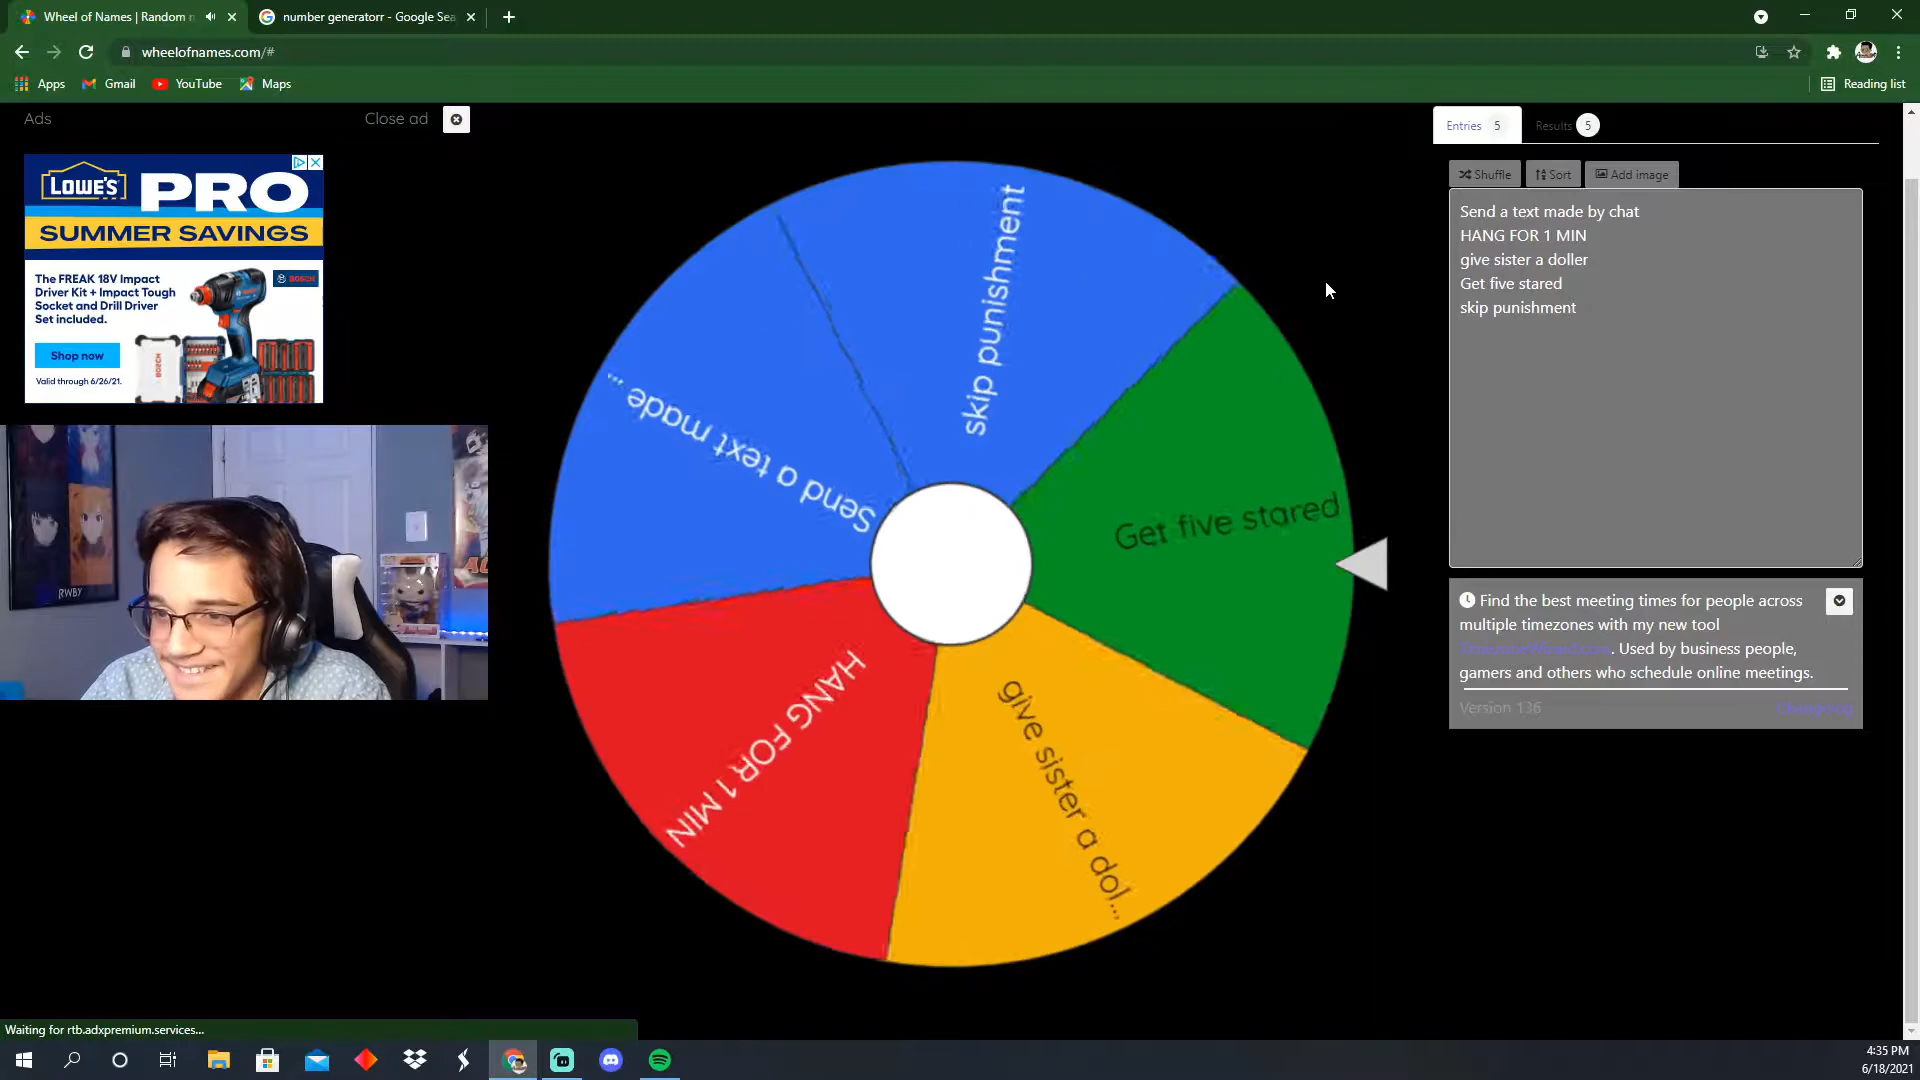 Wheel of Names | Random n
number generatorr - Google Sea
wheelofnames.com/#
Apps
Gmail
YouTube
Maps
Reading list
Ads
Close ad
LOWE'S
PRO
SUMMER SAVINGS
The FREAK 18V Impact
Driver Kit + Impact Tough
Socket and Drill Driver
Set included.
BOSCH
Shop now
Valid through 6/26/21.
RWBY
skip punishment
Get five stared
give sister a dol...
HANG FOR 1 MIN
Send a text made ...
Entries 5
Results 5
Shuffle
Sort
Add image
Send a text made by chat
HANG FOR 1 MIN
give sister a doller
Get five stared
skip punishment
Find the best meeting times for people across
multiple timezones with my new tool
TimezoneWizard.com. Used by business people,
gamers and others who schedule online meetings.
Version 136
Changelog
Waiting for rtb.adxpremium.services...
4:35 PM
6/18/2021